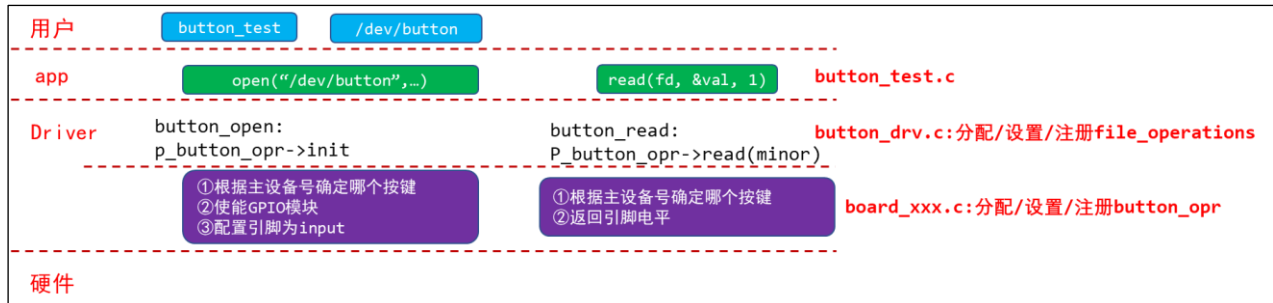 用户
button_test
/dev/button
app
open(“/dev/button”,…)
read(fd, &val, 1)
button_test.c
Driver
button_open:
p_button_opr->init
button_read:
P_button_opr->read(minor)
button_drv.c:分配/设置/注册file_operations
①根据主设备号确定哪个按键
②使能GPIO模块
③配置引脚为input
①根据主设备号确定哪个按键
②返回引脚电平
board_xxx.c:分配/设置/注册button_opr
硬件